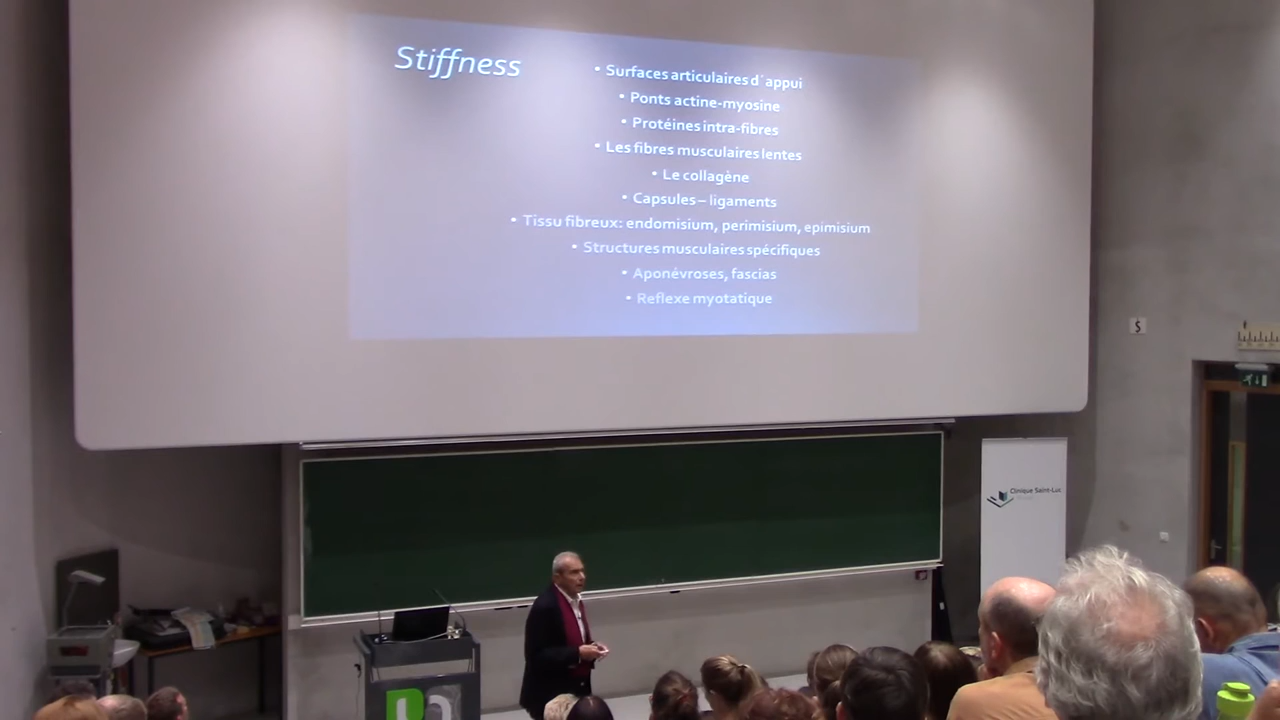 Stiffness
• Surfaces articulaires d´appui
• Ponts actine-myosine
• Protéines intra-fibres
• Les fibres musculaires lentes
• Le collagène
• Capsules – ligaments
• Tissu fibreux: endomisium, perimisium, epimisium
• Structures musculaires spécifiques
• Aponévroses, fascias
• Reflexe myotatique
S
Clinique Saint-Luc